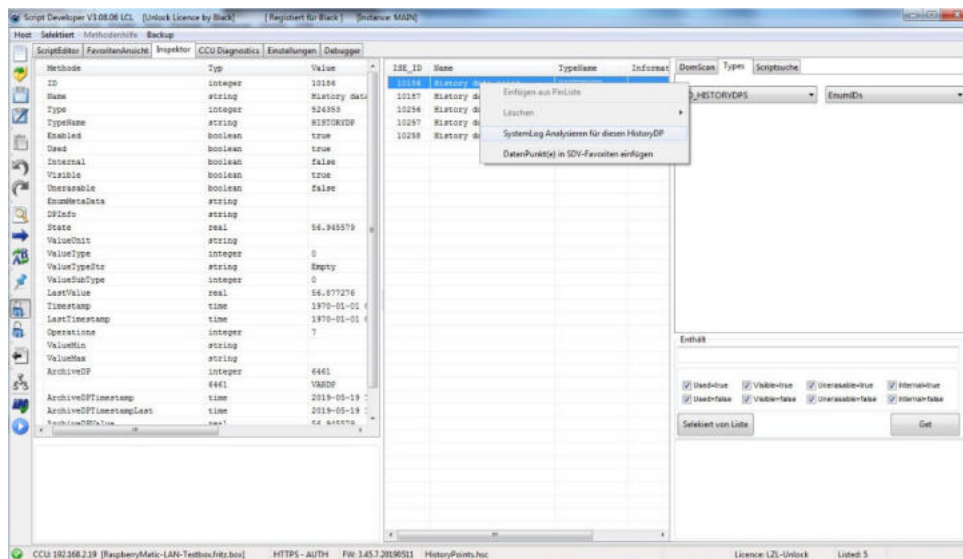 Script Developer V3.08.06 LCL [Unlock Licence by Black] [Registiert für Black] [Instance: MAIN]
Host Selektiert Methodenhilfe Backup
ScriptEditor FavoritenAnsicht Inspektor CCU Diagnostics Einstellungen Debugger
Methode Typ Value
ID integer 10186
Name string History data
Type integer 524353
TypeName string HISTORYDP
Enabled boolean true
Used boolean true
Internal boolean false
Visible boolean true
Unerasable boolean false
EnumMetaData string
DPInfo string
State real 56.945579
ValueUnit string
ValueType integer 0
ValueTypeStr string Empty
ValueSubType integer 0
LastValue real 56.877276
Timestamp time 1970-01-01
LastTimestamp time 1970-01-01
Operations integer 7
ValueMin string
ValueMax string
ArchiveDP integer 6461
6461 VARDP
ArchiveDPTimestamp time 2019-05-19
ArchiveDPTimestampLast time 2019-05-19
ArchiveDPValue real 56.945579
ISE_ID Name TypeName Informat
10186 History data point
10187 History d
10256 History d
10257 History d
10258 History d
Einfügen aus PinListe
Löschen
SystemLog Analysieren für diesen HistoryDP
DatenPunkt(e) in SDV-Favoriten einfügen
DomScan Types Scriptsuche
D_HISTORYDPS EnumIDs
Enthält
Used=true Visible=true Unerasable=true Internal=true
Used=false Visible=false Unerasable=false Internal=false
Selekiert von Liste Get
CCU: 192.168.2.19 [RaspberryMatic-LAN-Testbox.fritz.box] HTTPS - AUTH FW: 3.45.7.20190511 HistoryPoints.hsc Licence: LZL-Unlock Listed: 5